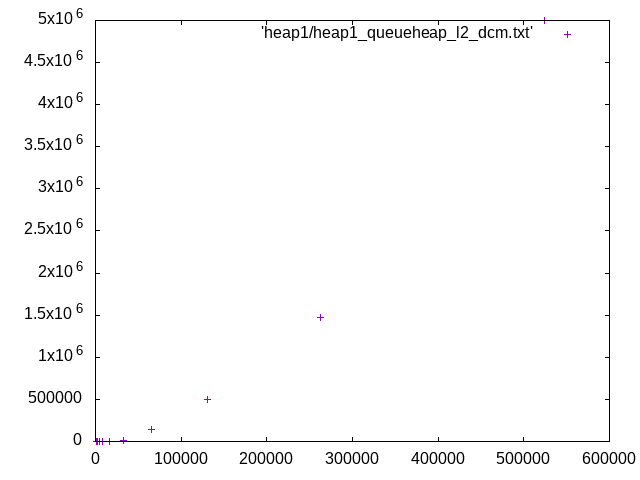 5x10 6
'heap1/heap1_queueheap_l2_dcm.txt'
4.5x10 6
4x10 6
3.5x10 6
3x10 6
2.5x10 6
2x10 6
1.5x10 6
1x10 6
500000
0
0 100000 200000 300000 400000 500000 600000